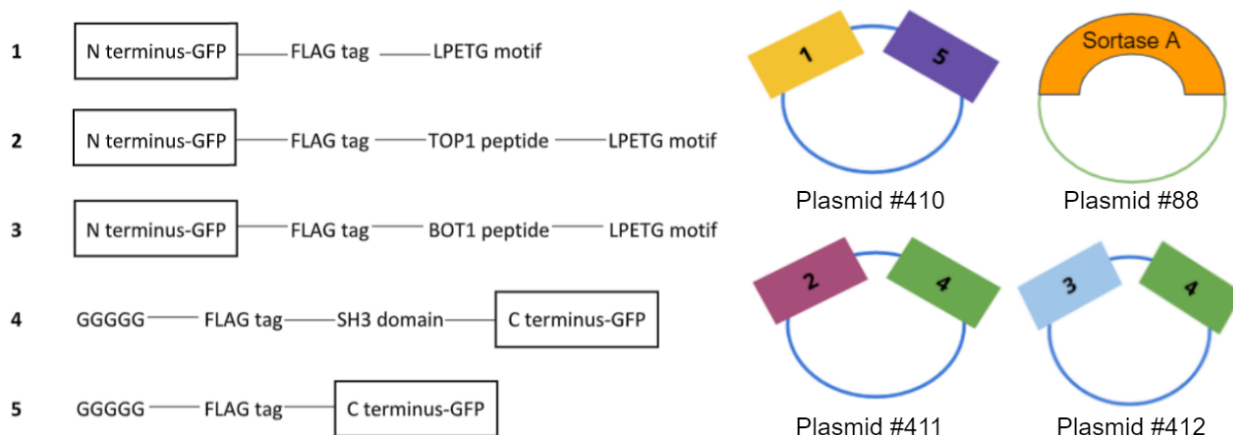 1 N terminus-GFP FLAG tag LPETG motif
2 N terminus-GFP FLAG tag TOP1 peptide LPETG motif
3 N terminus-GFP FLAG tag BOT1 peptide LPETG motif
4 GGGGG FLAG tag SH3 domain C terminus-GFP
5 GGGGG FLAG tag C terminus-GFP
1 5
Plasmid #410
Sortase A
Plasmid #88
2 4
Plasmid #411
3 4
Plasmid #412